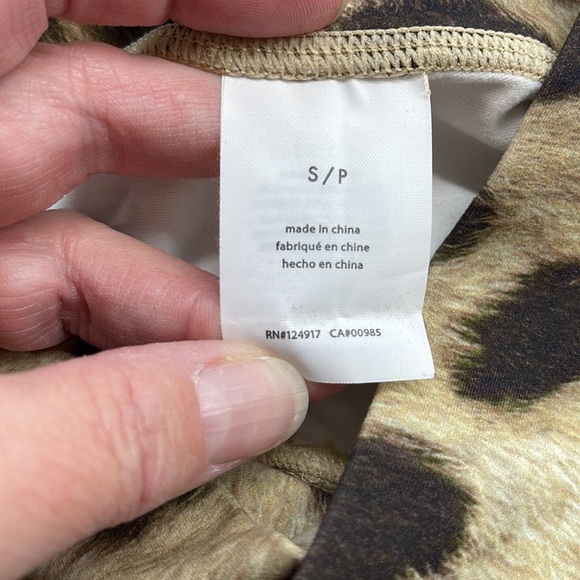 S/P
made in china
fabriqué en chine
hecho en china
RN#124917 CA#00985